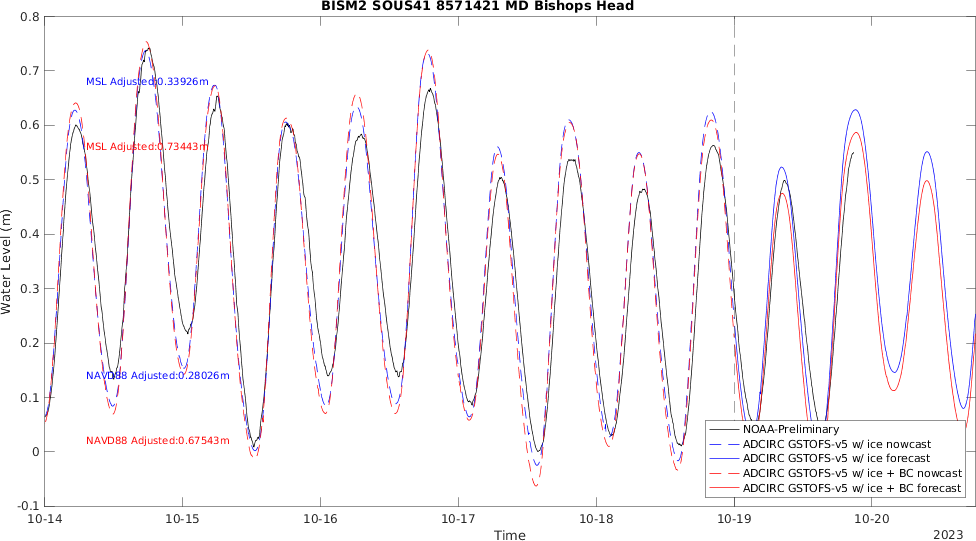 BISM2 SOUS41 8571421 MD Bishops Head
0.8
0.7
0.6
0.5
0.4
0.3
0.2
0.1
0
-0.1
Water Level (m)
MSL Adjusted:0.33926m
MSL Adjusted:0.73443m
NAVD88 Adjusted:0.28026m
NAVD88 Adjusted:0.67543m
NOAA-Preliminary
ADCIRC GSTOFS-v5 w/ ice nowcast
ADCIRC GSTOFS-v5 w/ ice forecast
ADCIRC GSTOFS-v5 w/ ice + BC nowcast
ADCIRC GSTOFS-v5 w/ ice + BC forecast
10-14 10-15 10-16 10-17 10-18 10-19 10-20
Time
2023